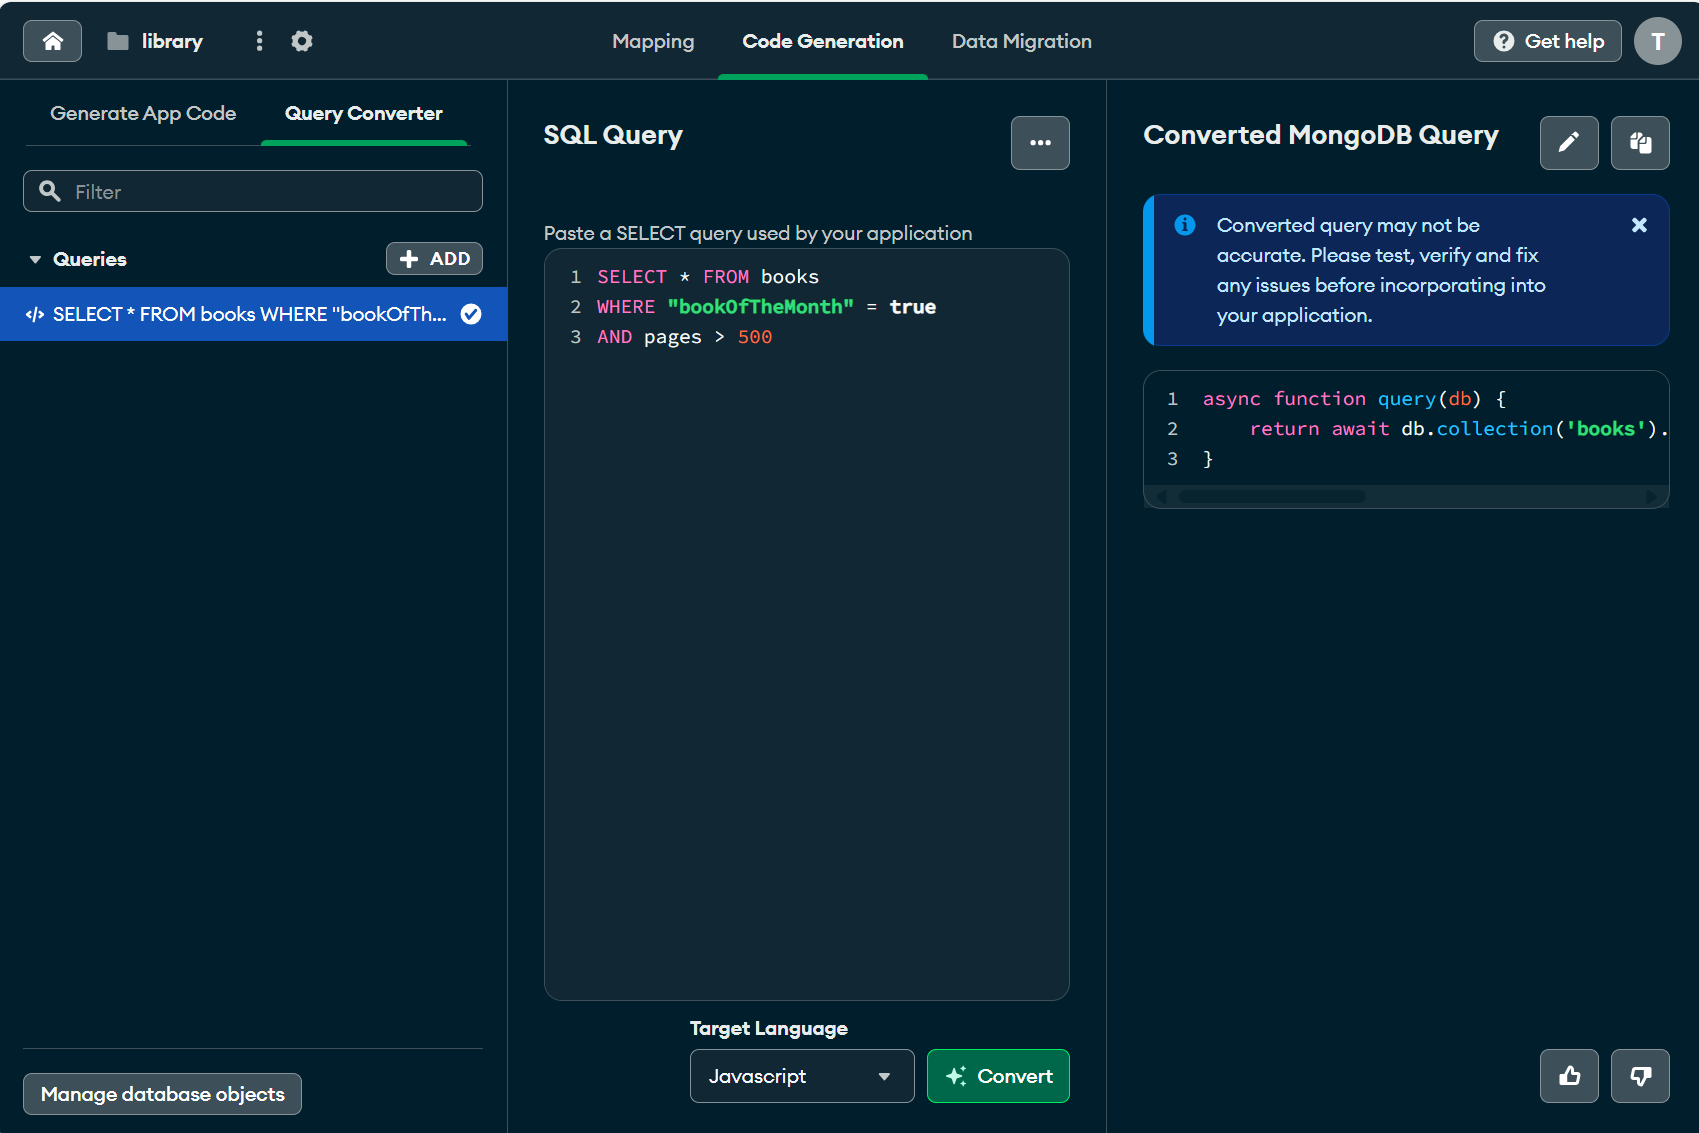 library
Mapping
Code Generation
Data Migration
Get help
T
Generate App Code
Query Converter
Filter
Queries
ADD
SELECT * FROM books WHERE "bookOfTh...
Manage database objects
SQL Query
Paste a SELECT query used by your application
1 SELECT * FROM books
2 WHERE "bookOfTheMonth" = true
3 AND pages > 500
Target Language
Javascript
Convert
Converted MongoDB Query
Converted query may not be
accurate. Please test, verify and fix
any issues before incorporating into
your application.
1 async function query(db) {
2 return await db.collection('books').
3 }